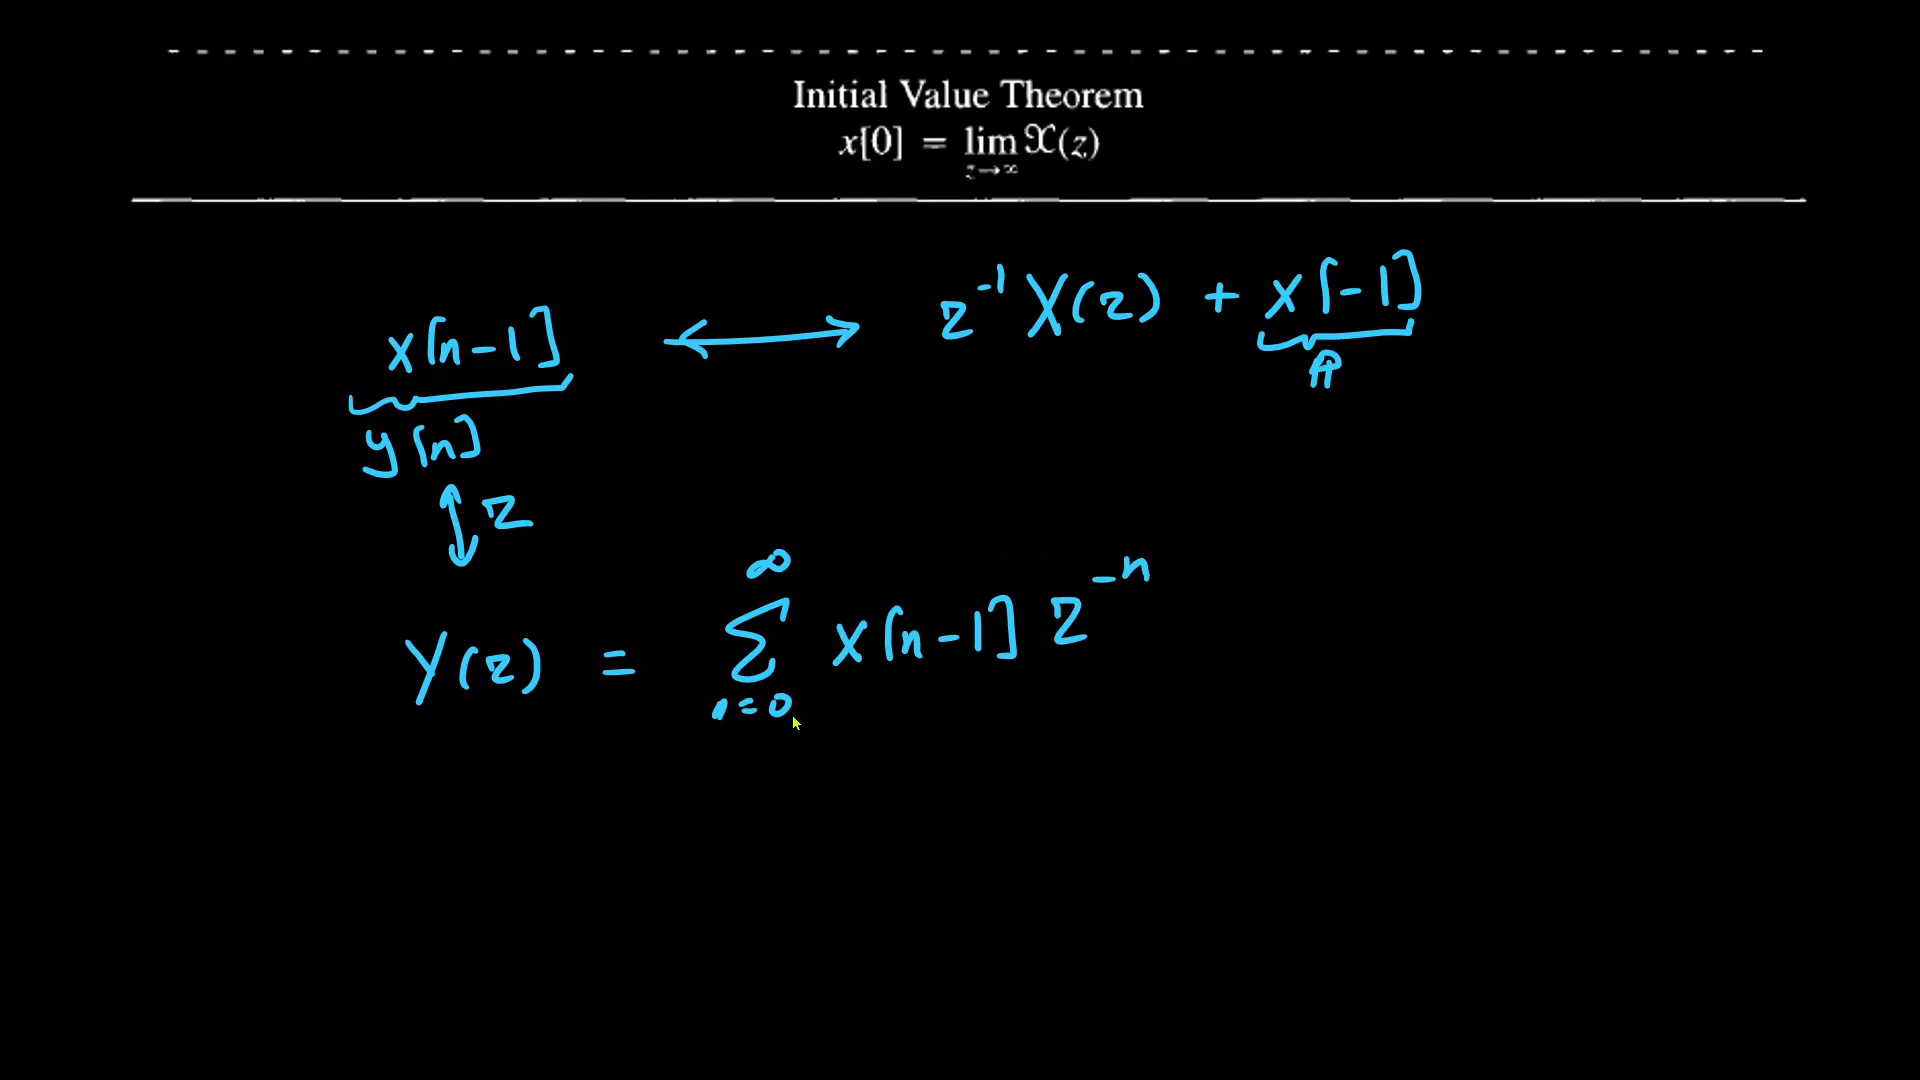 Initial Value Theorem
x[0] = lim 𝒳(z)
z→∞
x[n-1] ⟷ z⁻¹ X(z) + x[-1]
y[n]
↕ z
Y(z) = ∑ x[n-1] z⁻ⁿ
∞
n=0